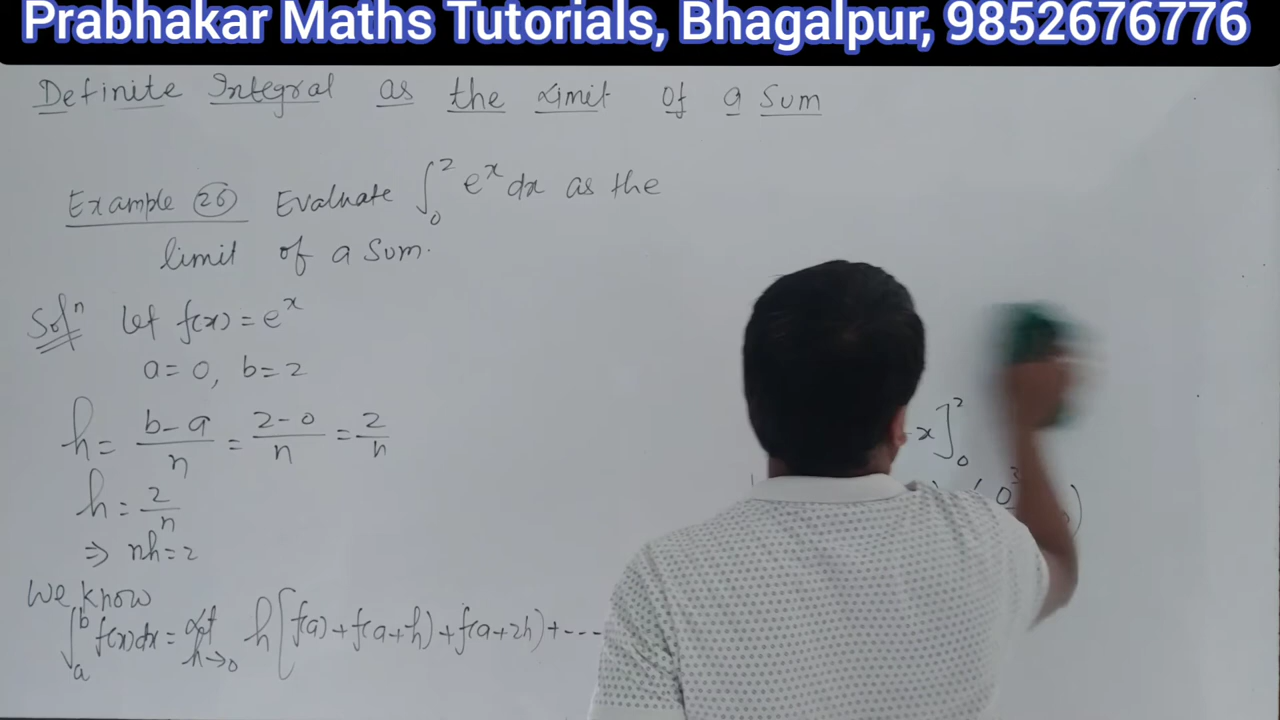 Prabhakar Maths Tutorials, Bhagalpur, 9852676776
Definite Integral as the Limit of a Sum
Example 26 Evaluate ∫₀² eˣ dx as the
limit of a sum.
Solⁿ Let f(x) = eˣ
a = 0, b = 2
h = (b-a)/n = (2-0)/n = 2/n
h = 2/n
⇒ nh = 2
We know
∫ₐᵇ f(x)dx = Lt h→0 h[f(a)+f(a+h)+f(a+2h)+---
x]₀²
0³